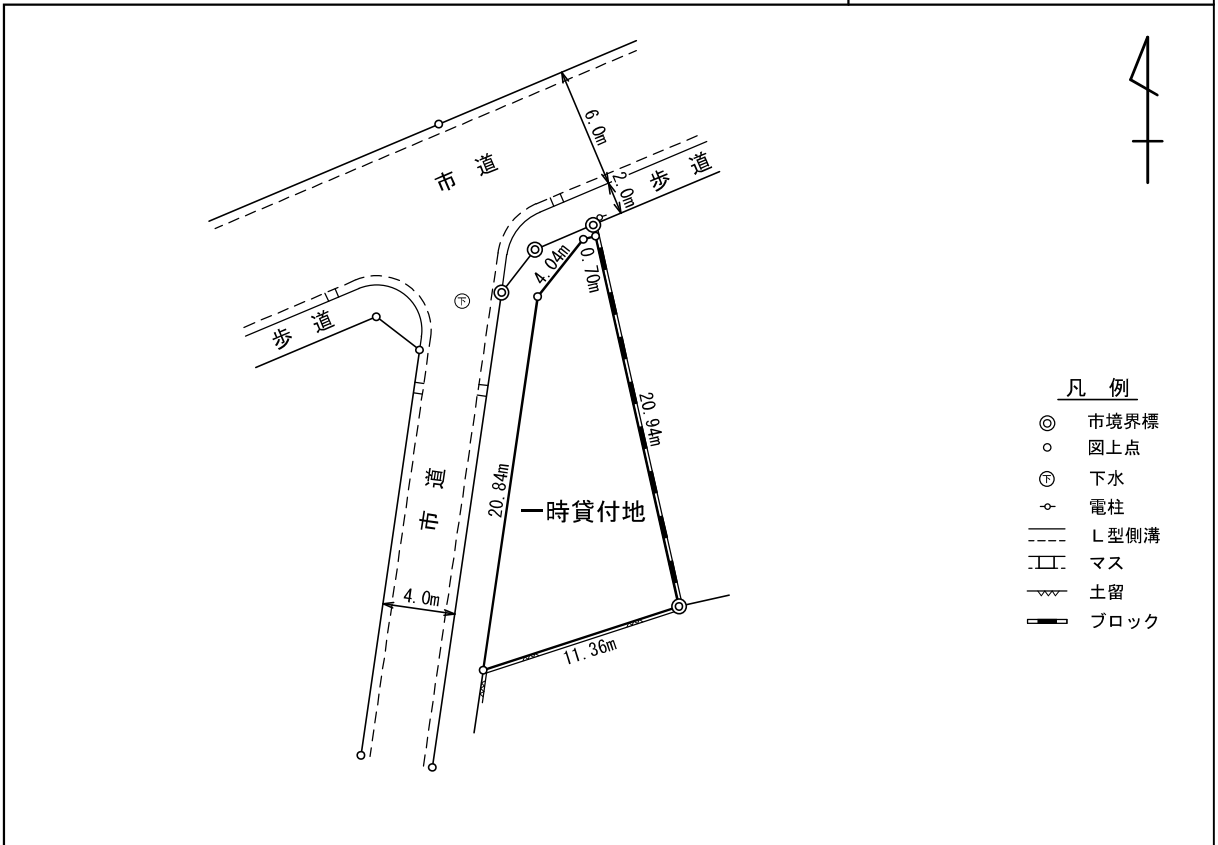 6.0m
市道
2.0m
歩道
4.04m
0.70m
下
歩道
20.94m
20.84m
市道
一時貸付地
4.0m
11.36m
凡例
市境界標
図上点
下 下水
電柱
L型側溝
マス
土留
ブロック